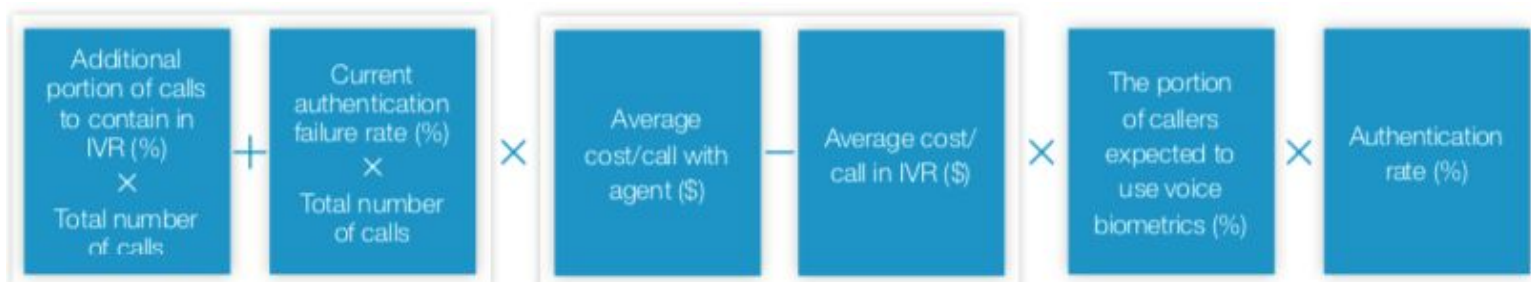 Additional
portion of calls
to contain in
IVR (%)
×
Total number
of calls
+
Current
authentication
failure rate (%)
×
Total number
of calls
×
Average
cost/call with
agent ($)
−
Average cost/
call in IVR ($)
×
The portion
of callers
expected to
use voice
biometrics (%)
×
Authentication
rate (%)